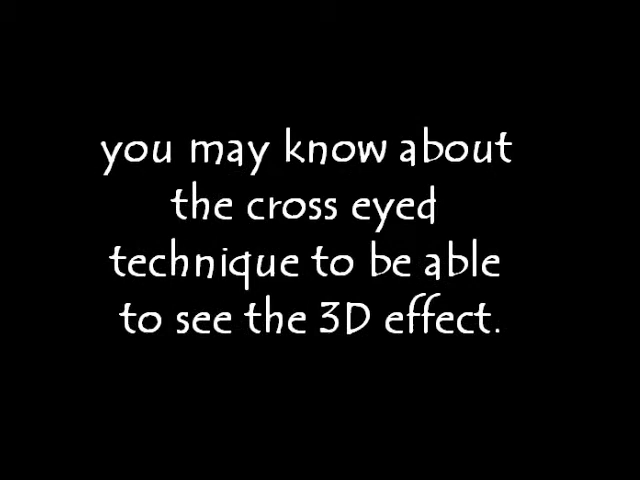 you may know about
the cross eyed
technique to be able
to see the 3D effect.